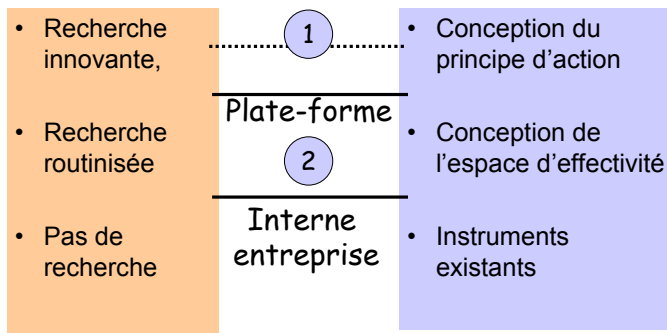 • Recherche
innovante,
• Recherche
routinisée
• Pas de
recherche
1
Plate-forme
2
Interne
entreprise
• Conception du
principe d'action
• Conception de
l'espace d'effectivité
• Instruments
existants